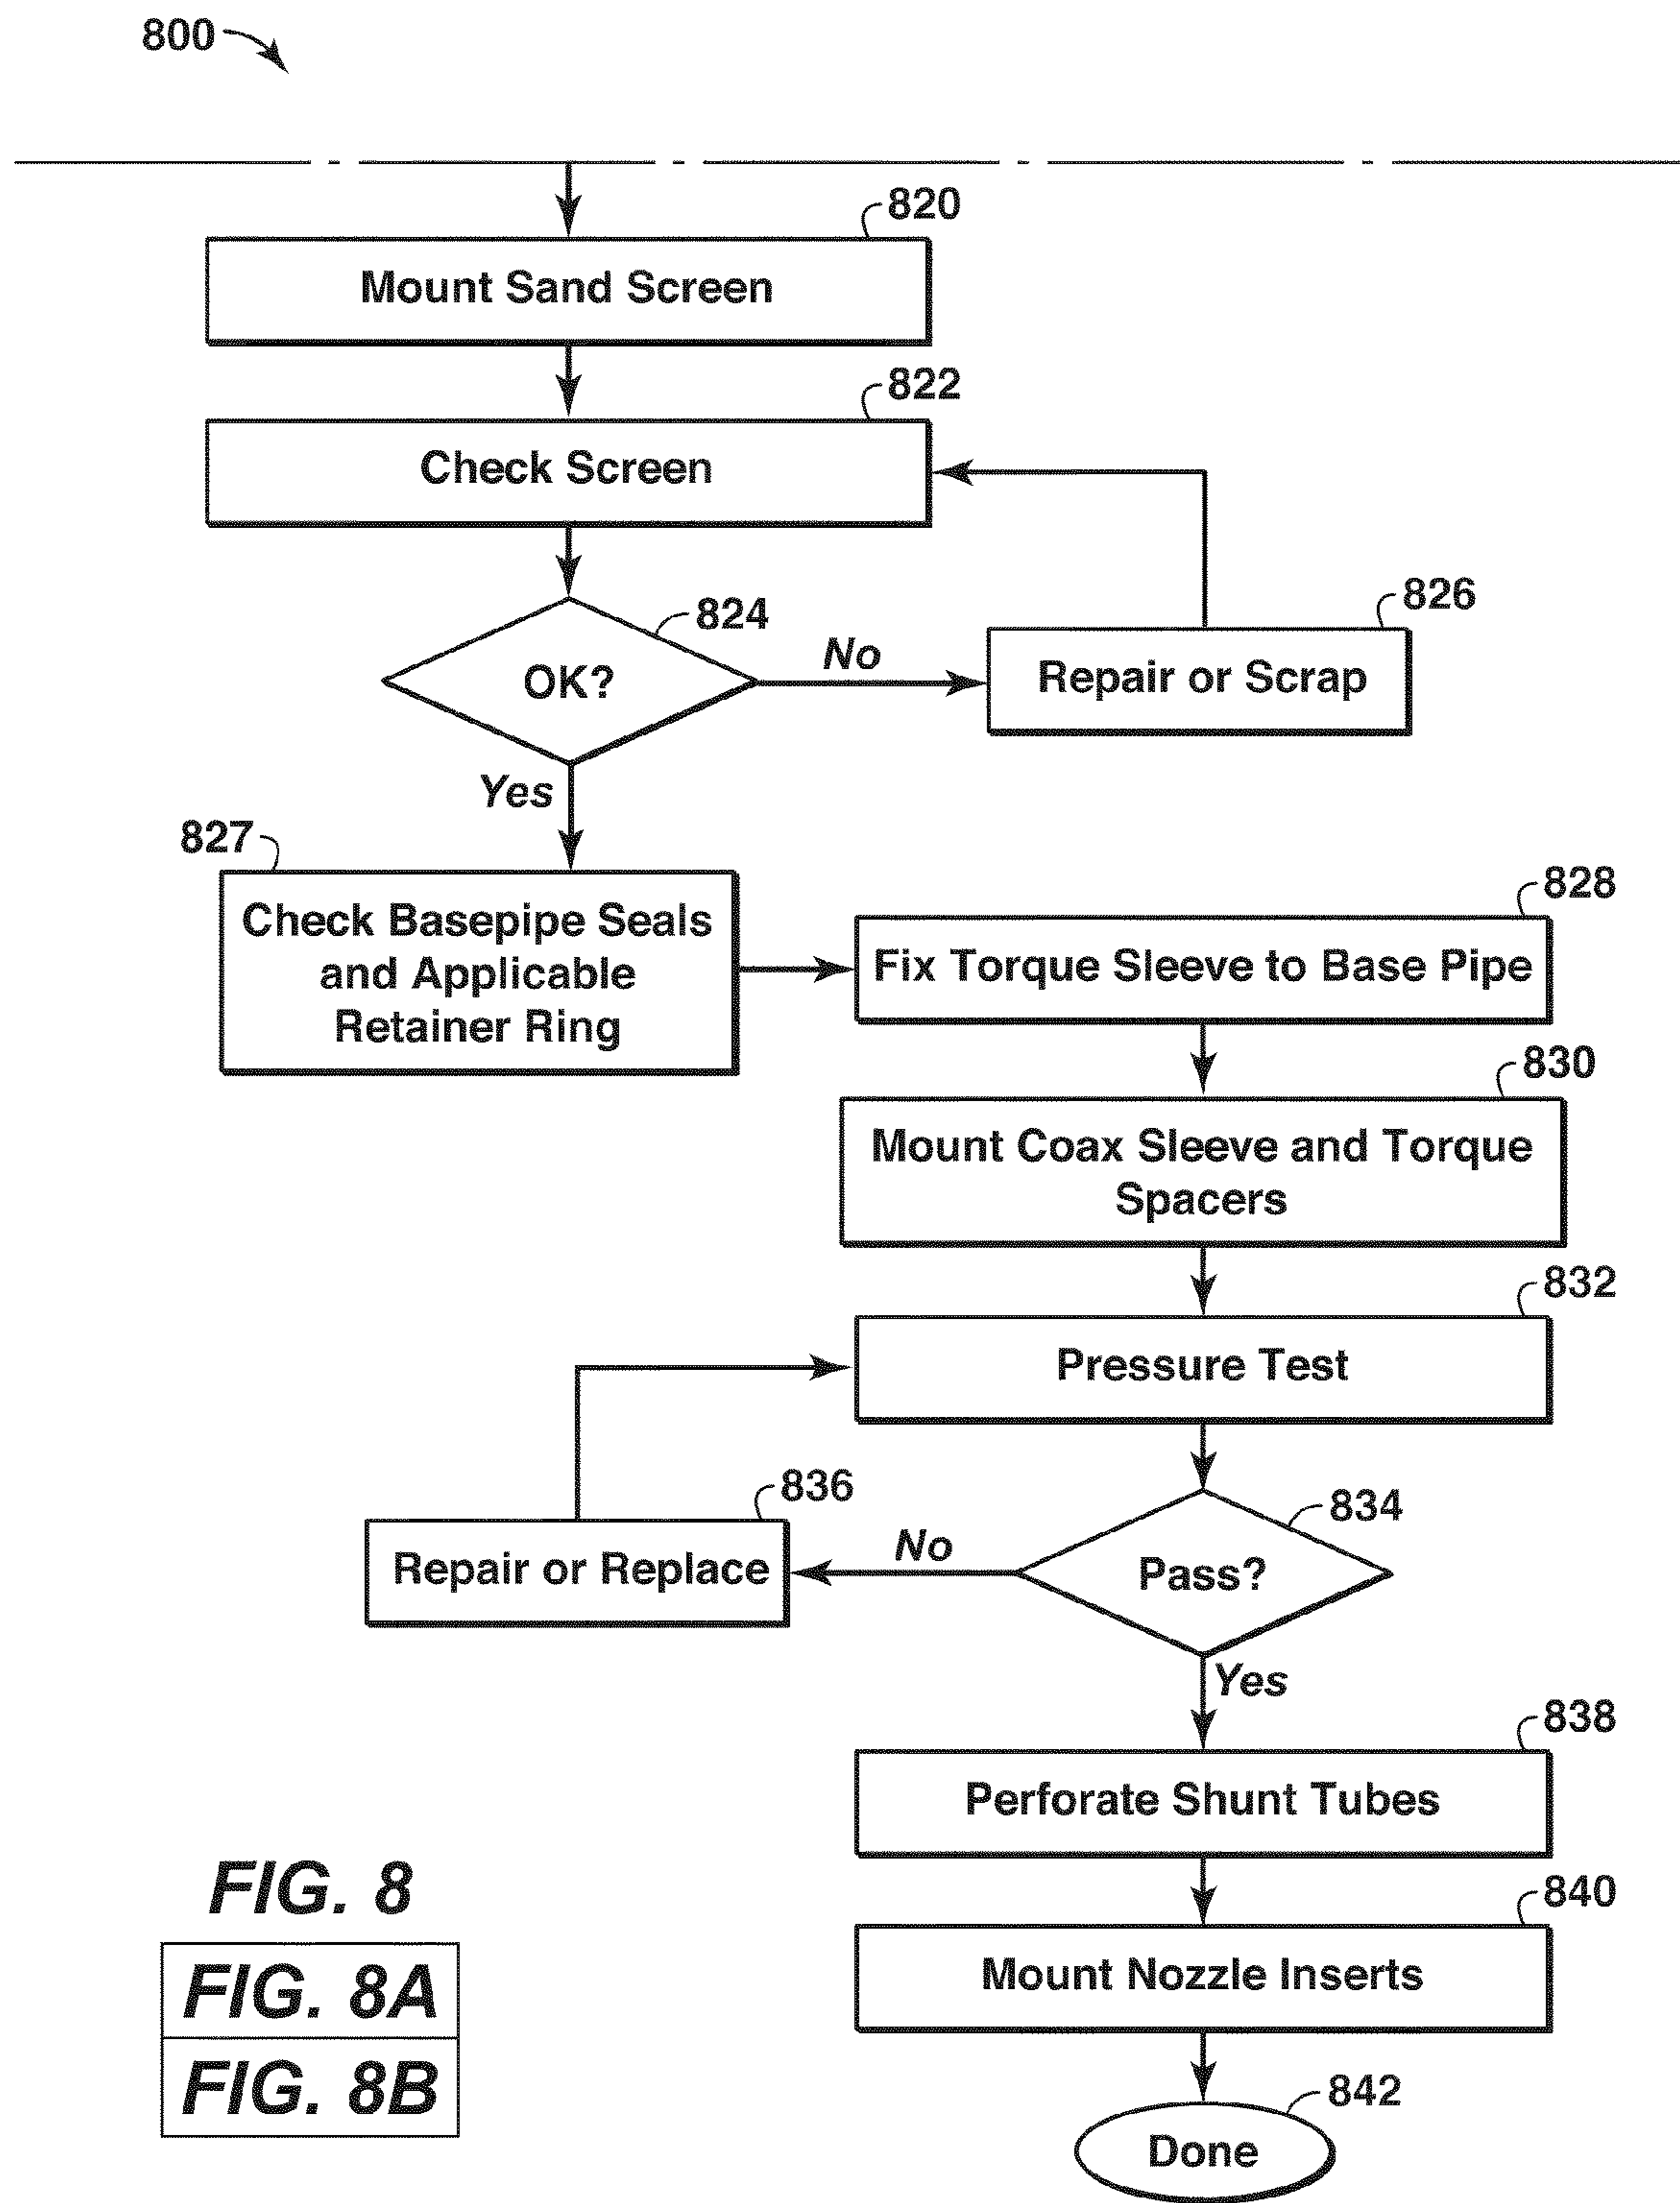 800
820
Mount Sand Screen
822
Check Screen
824
OK?
No
826
Repair or Scrap
Yes
827
Check Basepipe Seals
and Applicable
Retainer Ring
828
Fix Torque Sleeve to Base Pipe
830
Mount Coax Sleeve and Torque
Spacers
832
Pressure Test
834
Pass?
No
836
Repair or Replace
Yes
838
Perforate Shunt Tubes
840
Mount Nozzle Inserts
842
Done
FIG. 8
FIG. 8A
FIG. 8B